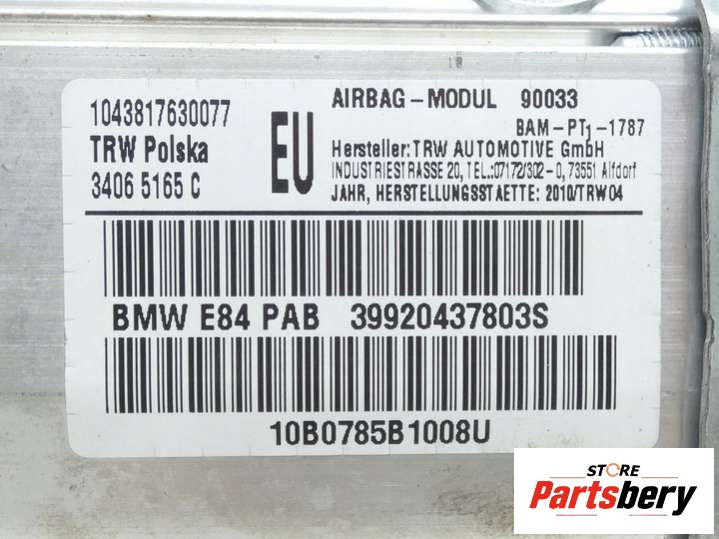 1043817630077
TRW Polska
3406 5165 C
EU
AIRBAG-MODUL 90033
BAM-PT1-1787
Hersteller: TRW AUTOMOTIVE GmbH
INDUSTRIESTRASSE 20, TEL.:07172/302-0, 73551 Alfdorf
JAHR, HERSTELLUNGSSTAETTE: 2010/TRW04
BMW E84 PAB 39920437803S
10B0785B1008U
STORE
Partsbery